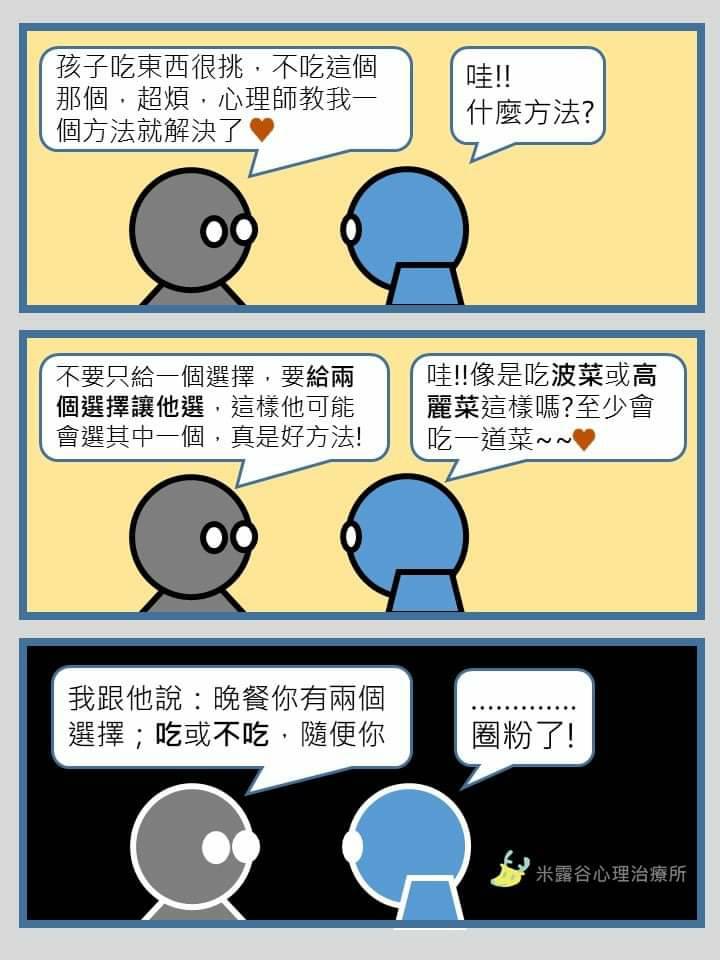 孩子吃東西很挑，不吃這個
那個，超煩，心理師教我一
個方法就解決了
哇!!
什麼方法?
不要只給一個選擇，要給兩
個選擇讓他選，這樣他可能
會選其中一個，真是好方法!
哇!!像是吃波菜或高
麗菜這樣嗎?至少會
吃一道菜~~
我跟他說：晚餐你有兩個
選擇；吃或不吃，隨便你
.............
圈粉了!
米露谷心理治療所